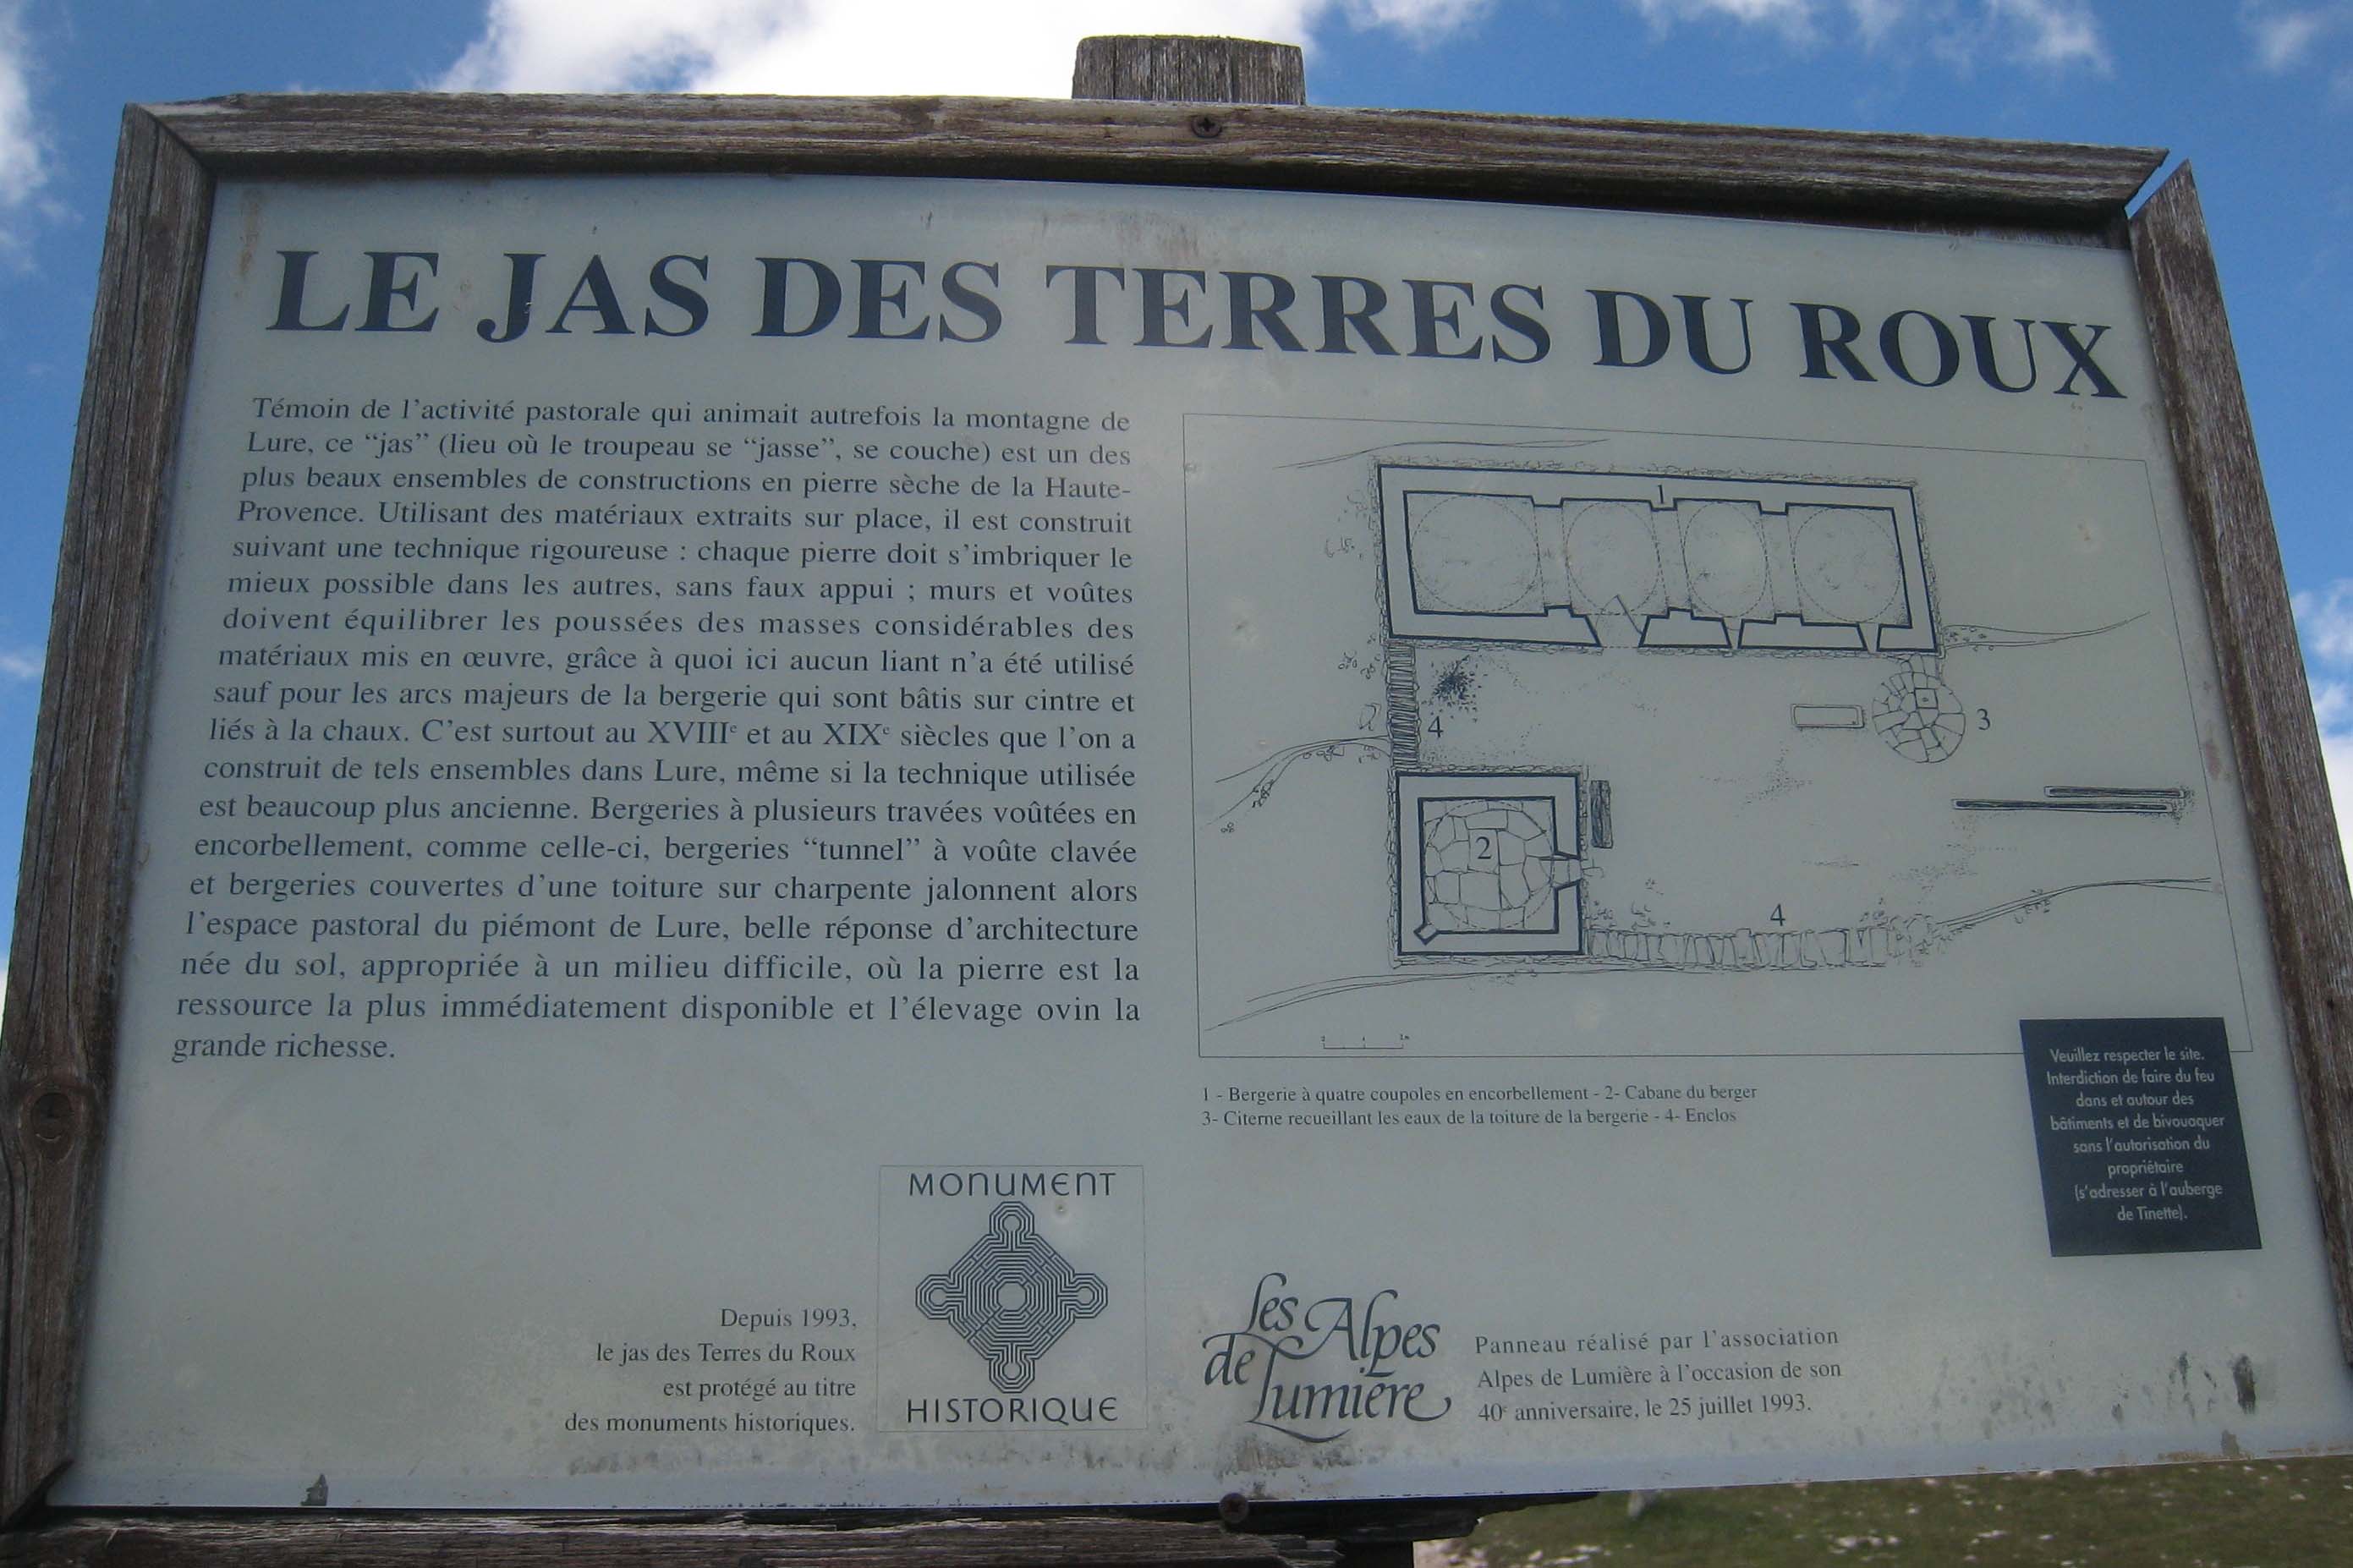 LE JAS DES TERRES DU ROUX
Témoin de l'activité pastorale qui animait autrefois la montagne de
Lure, ce “jas” (lieu où le troupeau se “jasse”, se couche) est un des
plus beaux ensembles de constructions en pierre sèche de la Haute-
Provence. Utilisant des matériaux extraits sur place, il est construit
suivant une technique rigoureuse : chaque pierre doit s'imbriquer le
mieux possible dans les autres, sans faux appui ; murs et voûtes
doivent équilibrer les poussées des masses considérables des
matériaux mis en œuvre, grâce à quoi ici aucun liant n'a été utilisé
sauf pour les arcs majeurs de la bergerie qui sont bâtis sur cintre et
liés à la chaux. C'est surtout au XVIIIe et au XIXe siècles que l'on a
construit de tels ensembles dans Lure, même si la technique utilisée
est beaucoup plus ancienne. Bergeries à plusieurs travées voûtées en
encorbellement, comme celle-ci, bergeries “tunnel” à voûte clavée
et bergeries couvertes d'une toiture sur charpente jalonnent alors
l'espace pastoral du piémont de Lure, belle réponse d'architecture
née du sol, appropriée à un milieu difficile, où la pierre est la
ressource la plus immédiatement disponible et l'élevage ovin la
grande richesse.
1
4
3
2
4
1 - Bergerie à quatre coupoles en encorbellement - 2- Cabane du berger
3- Citerne recueillant les eaux de la toiture de la bergerie - 4- Enclos
Veuillez respecter le site.
Interdiction de faire du feu
dans et autour des
bâtiments et de bivouaquer
sans l'autorisation du
propriétaire
(s'adresser à l'auberge
de Tinette).
Depuis 1993,
le jas des Terres du Roux
est protégé au titre
des monuments historiques.
MONUMENT
HISTORIQUE
Les Alpes
de Lumière
Panneau réalisé par l'association
Alpes de Lumière à l'occasion de son
40e anniversaire, le 25 juillet 1993.